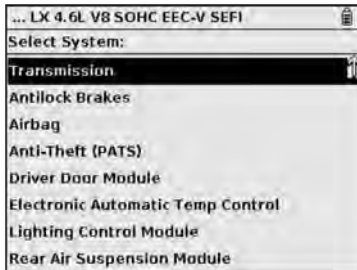 ... LX 4.6L V8 SOHC EEC-V SEFI
Select System:
Transmission
Antilock Brakes
Airbag
Anti-Theft (PATS)
Driver Door Module
Electronic Automatic Temp Control
Lighting Control Module
Rear Air Suspension Module